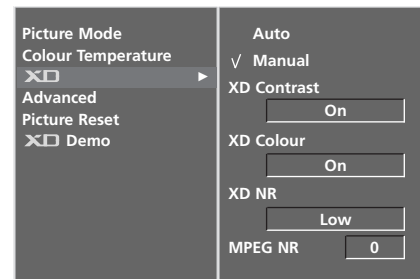 Picture Mode
Colour Temperature
XD
Advanced
Picture Reset
XD Demo
Auto
√ Manual
XD Contrast
On
XD Colour
On
XD NR
Low
MPEG NR 0